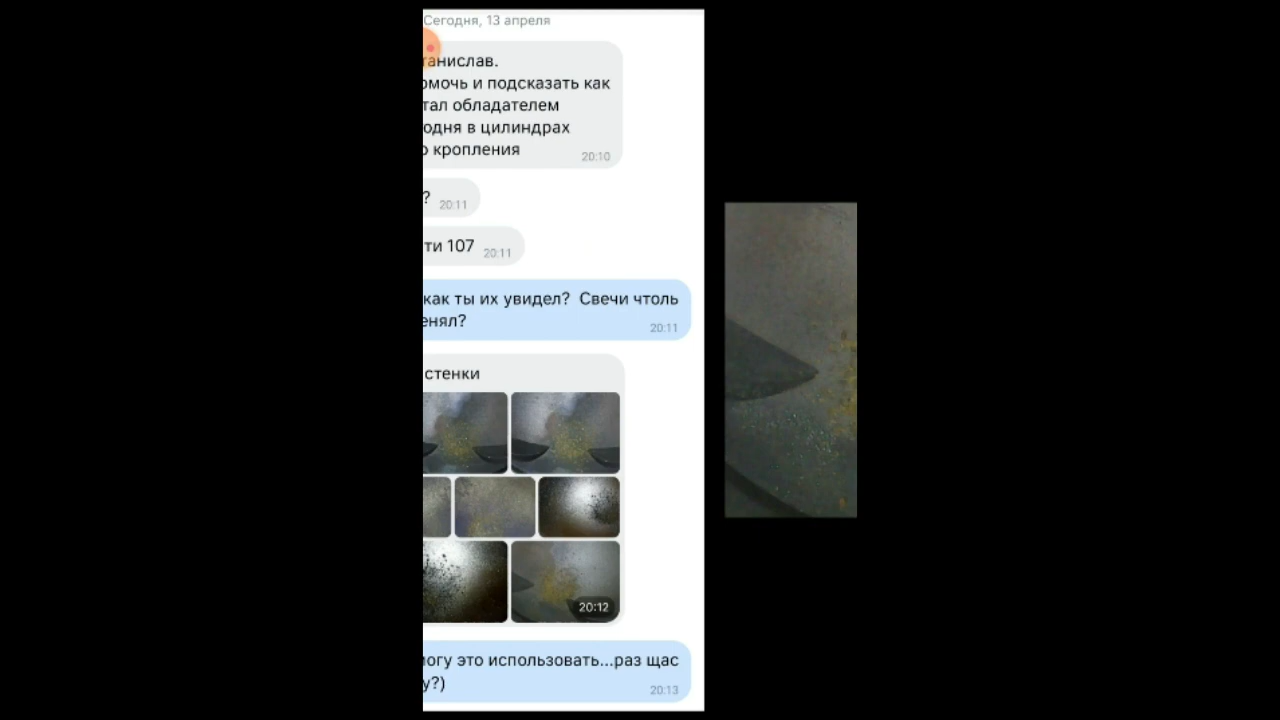 Сегодня, 13 апреля
танислав.
омочь и подсказать как
тал обладателем
одня в цилиндрах
о кропления
20:10
? 20:11
ти 107 20:11
как ты их увидел? Свечи чтоль
енял?
20:11
стенки
20:12
могу это использовать...раз щас
у?)
20:13